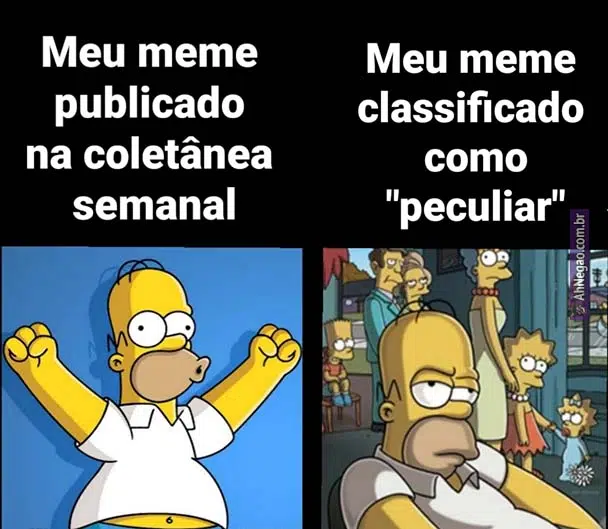 Meu meme
publicado
na coletânea
semanal
Meu meme
classificado
como
"peculiar"
AhNegao.com.br